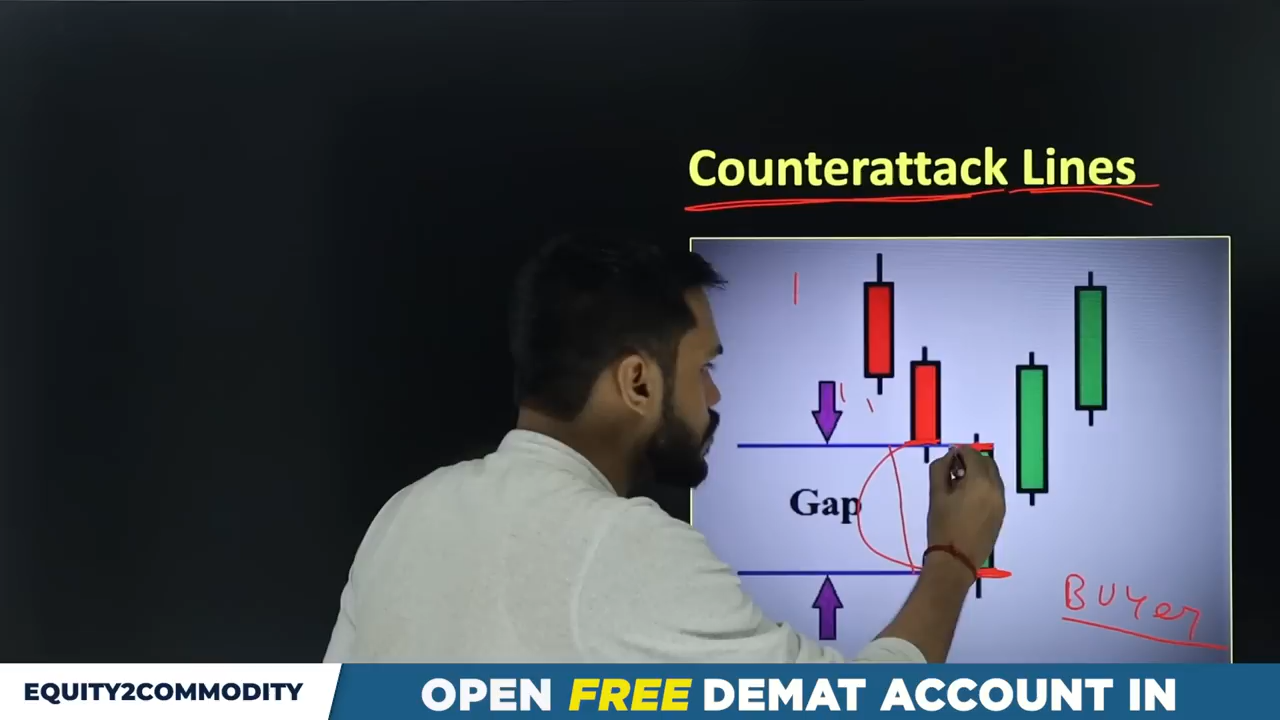 Counterattack Lines
Gap
BUYer
EQUITY2COMMODITY
OPEN FREE DEMAT ACCOUNT IN